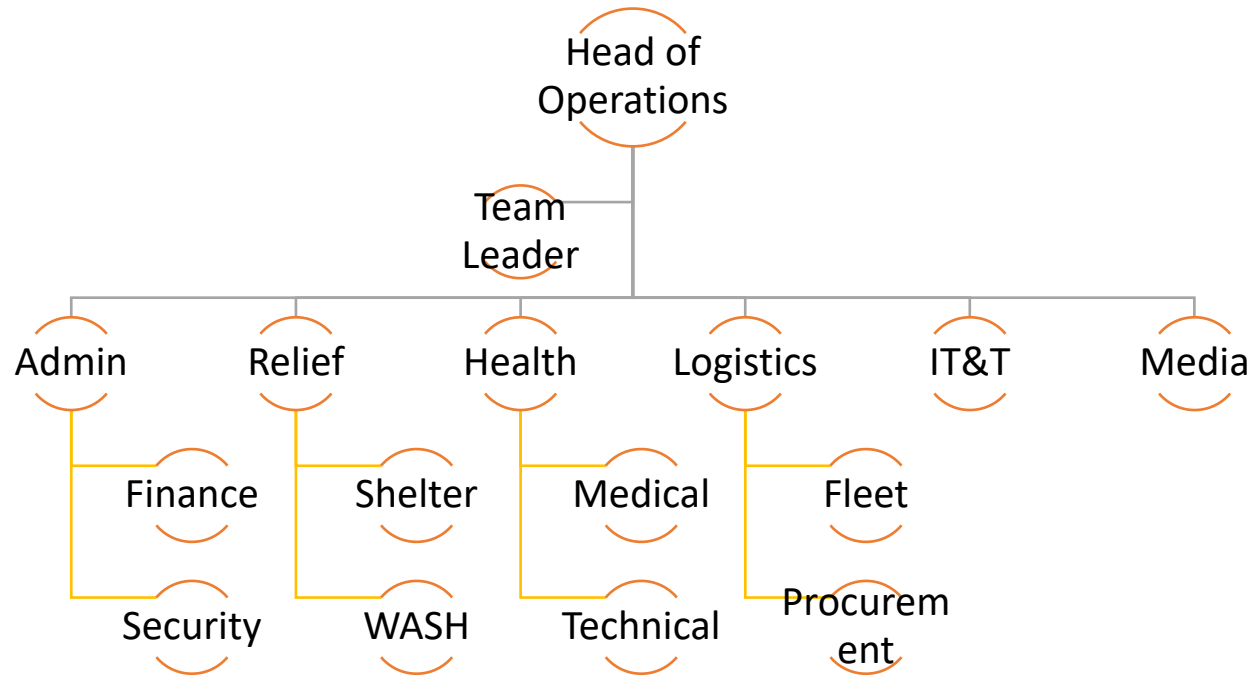 Head of
Operations
Team
Leader
Admin
Relief
Health
Logistics
IT&T
Media
Finance
Shelter
Medical
Fleet
Security
WASH
Technical
Procurem
ent